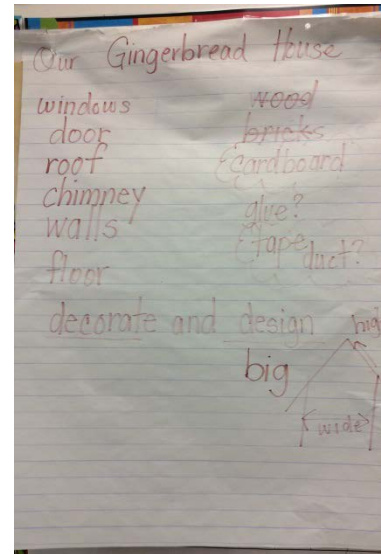 Our Gingerbread House
windows
door
roof
chimney
walls
floor
wood
bricks
cardboard
glue?
tape
duct?
decorate and design
big
wide